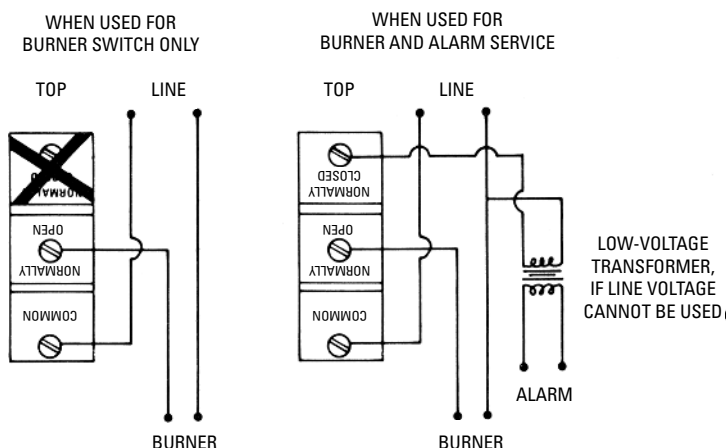 WHEN USED FOR
BURNER SWITCH ONLY
TOP
LINE
NORMALLY
OPEN
NORMALLY
COMMON
BURNER
WHEN USED FOR
BURNER AND ALARM SERVICE
TOP
LINE
NORMALLY
CLOSED
NORMALLY
OPEN
COMMON
BURNER
ALARM
LOW-VOLTAGE
TRANSFORMER,
IF LINE VOLTAGE
CANNOT BE USED